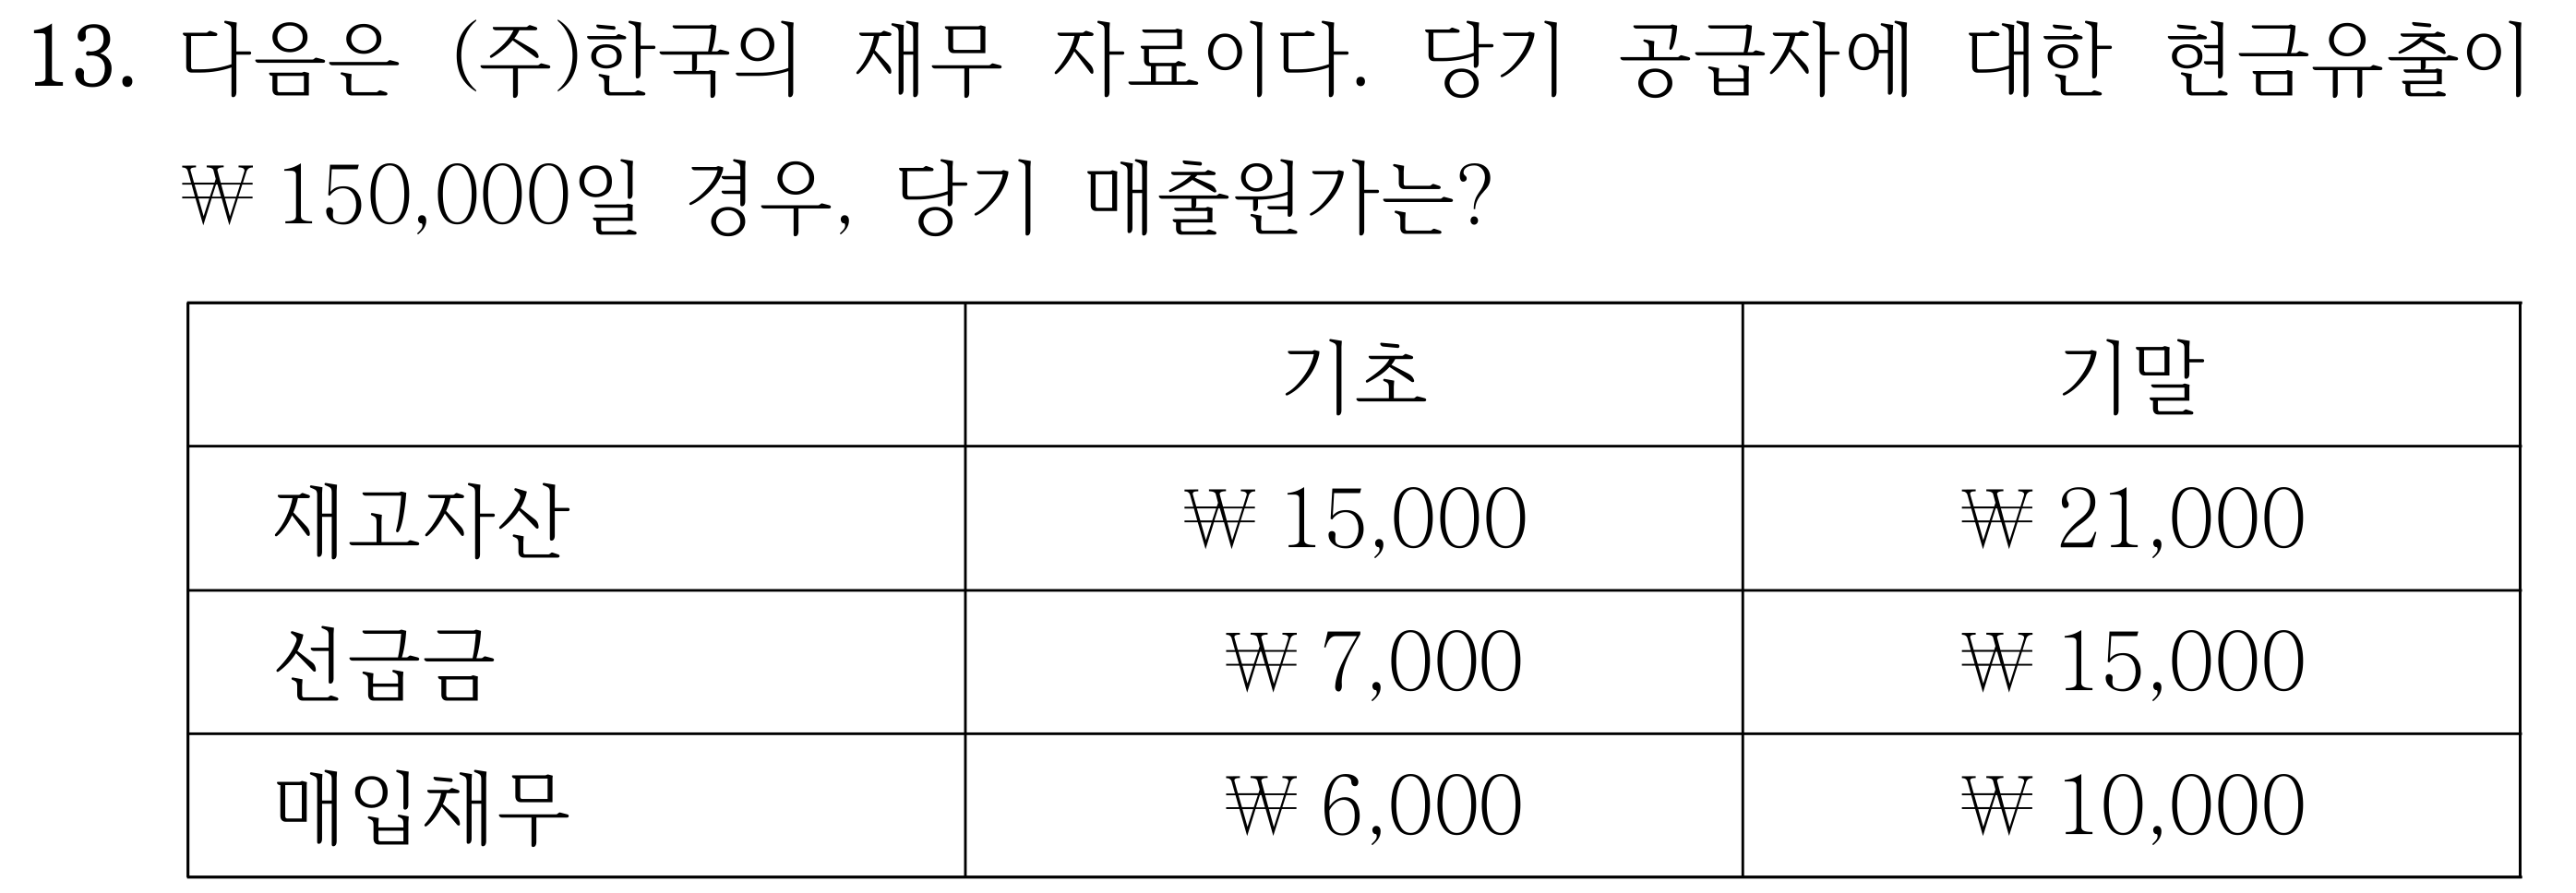 13. 다음은 (주)한국의 재무 자료이다. 당기 공급자에 대한 현금유출이
₩ 150,000일 경우, 당기 매출원가는?
기초 기말
재고자산 ₩ 15,000 ₩ 21,000
선급금 ₩ 7,000 ₩ 15,000
매입채무 ₩ 6,000 ₩ 10,000